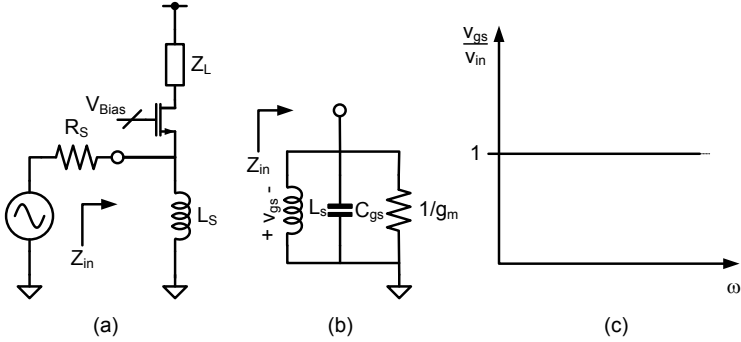 Z_L
V_Bias
R_S
L_S
Z_in
(a)
Z_in
+ v_gs -
L_s
C_gs
1/g_m
(b)
v_gs
v_in
1
ω
(c)